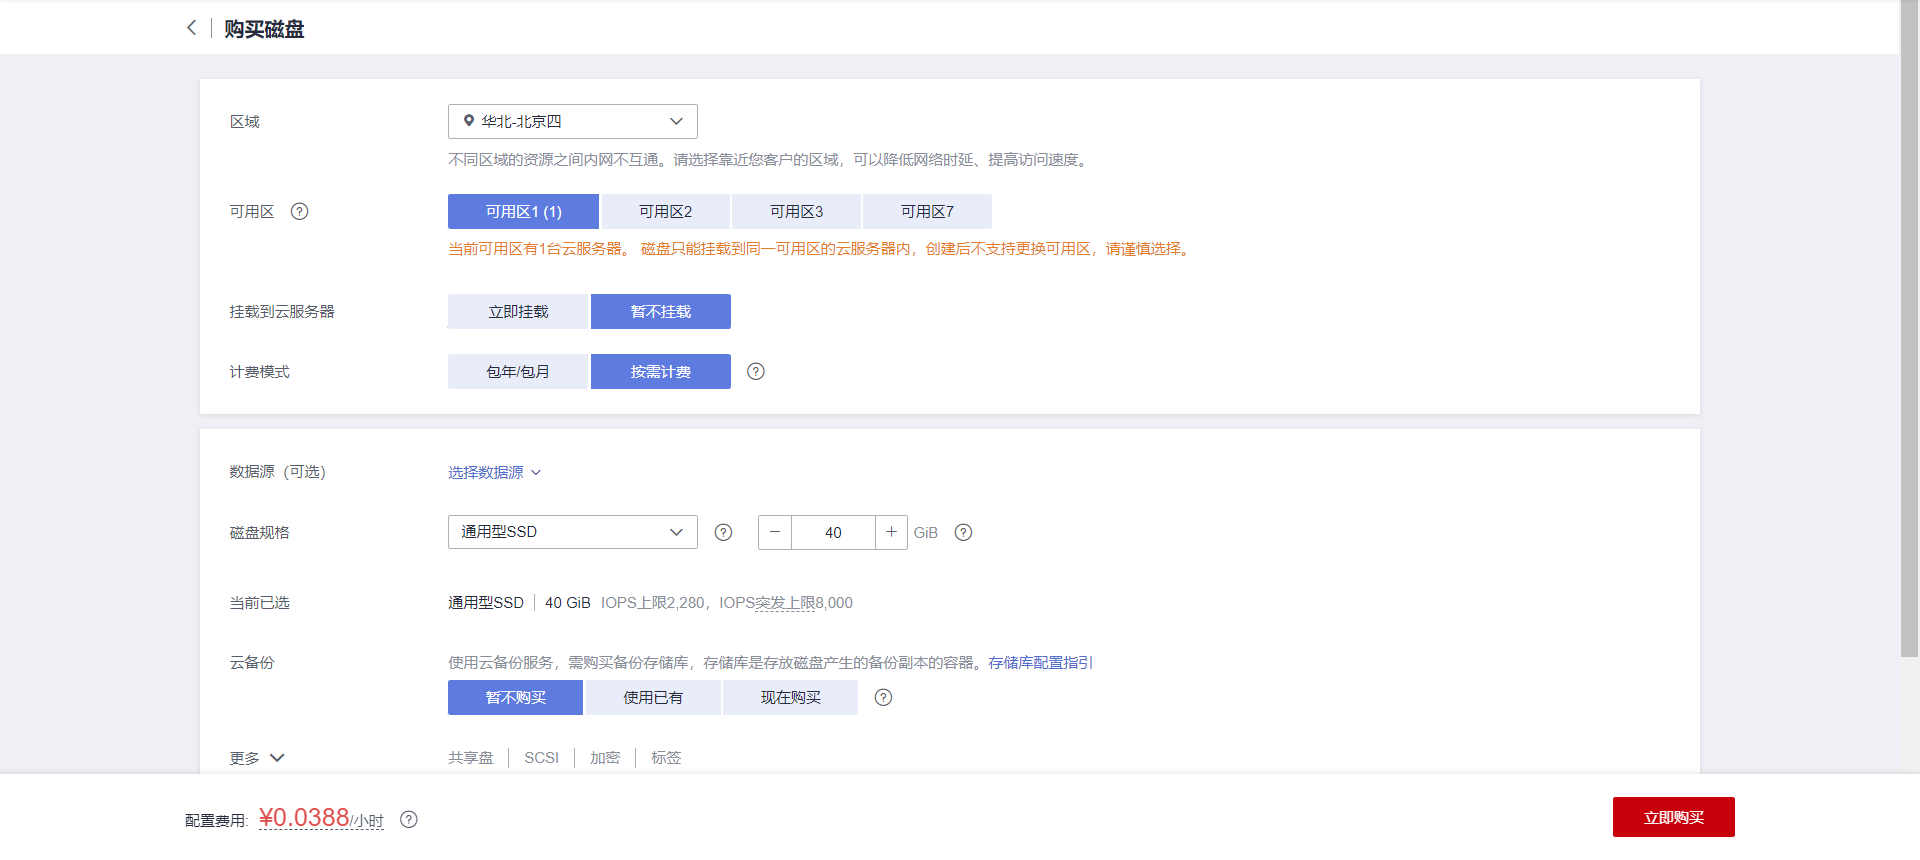 购买磁盘
区域
华北-北京四
不同区域的资源之间内网不互通。请选择靠近您客户的区域，可以降低网络时延、提高访问速度。
可用区
可用区1 (1) 可用区2 可用区3 可用区7
当前可用区有1台云服务器。 磁盘只能挂载到同一可用区的云服务器内，创建后不支持更换可用区，请谨慎选择。
挂载到云服务器
立即挂载 暂不挂载
计费模式
包年/包月 按需计费
数据源（可选）
选择数据源
磁盘规格
通用型SSD
− 40 + GiB
当前已选
通用型SSD 40 GiB IOPS上限2,280，IOPS突发上限8,000
云备份
使用云备份服务，需购买备份存储库，存储库是存放磁盘产生的备份副本的容器。存储库配置指引
暂不购买 使用已有 现在购买
更多
共享盘 SCSI 加密 标签
配置费用: ¥0.0388/小时
立即购买